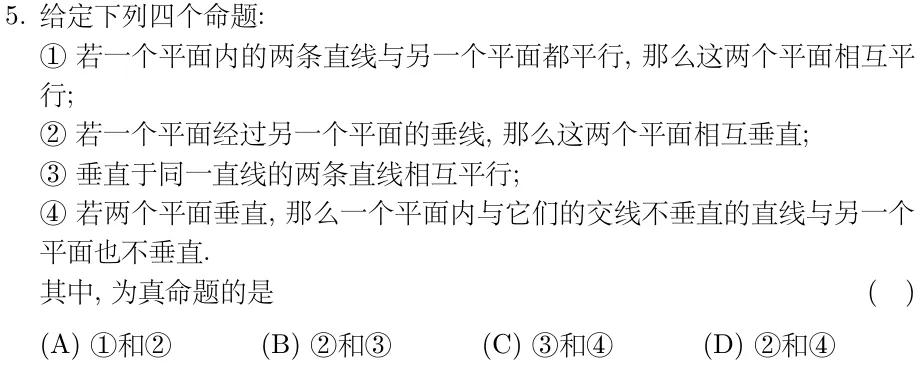 5. 给定下列四个命题:
① 若一个平面内的两条直线与另一个平面都平行, 那么这两个平面相互平
行;
② 若一个平面经过另一个平面的垂线, 那么这两个平面相互垂直;
③ 垂直于同一直线的两条直线相互平行;
④ 若两个平面垂直, 那么一个平面内与它们的交线不垂直的直线与另一个
平面也不垂直.
其中, 为真命题的是 ( )
(A) ①和② (B) ②和③ (C) ③和④ (D) ②和④